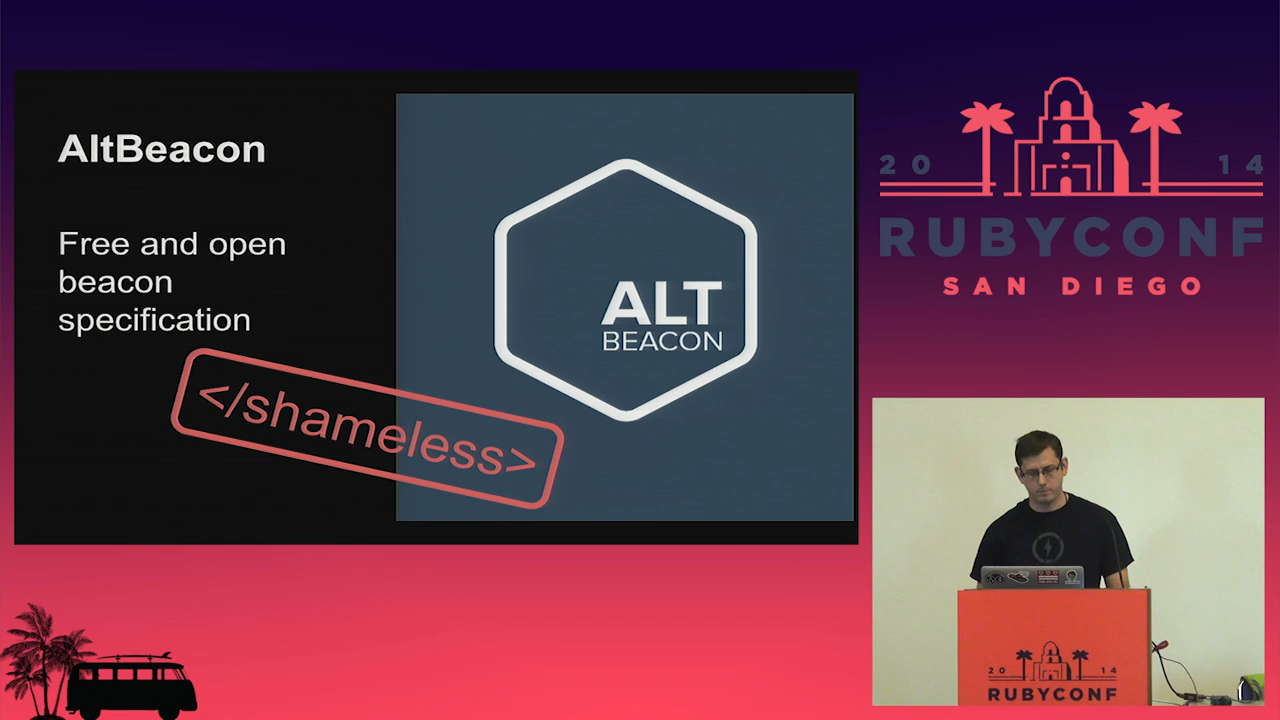 AltBeacon
Free and open
beacon
specification
ALT
BEACON
</shameless>
20 14
RUBYCONF
SAN DIEGO
20 14
RUBYCONF